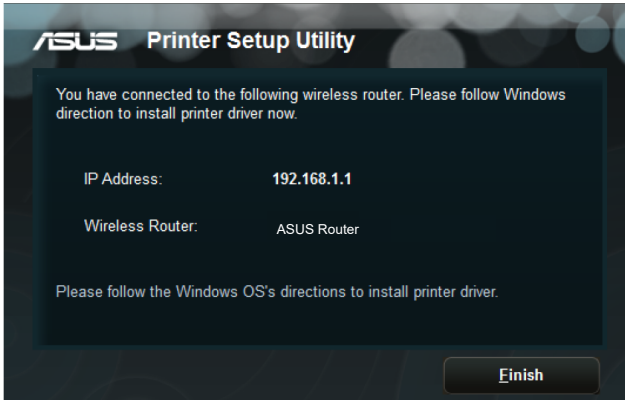 ASUS Printer Setup Utility
You have connected to the following wireless router. Please follow Windows
direction to install printer driver now.
IP Address: 192.168.1.1
Wireless Router: ASUS Router
Please follow the Windows OS's directions to install printer driver.
Finish